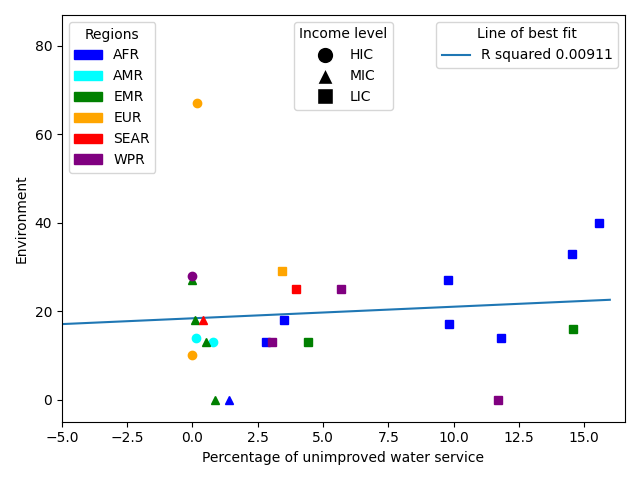 Regions
AFR
AMR
EMR
EUR
SEAR
WPR
Income level
HIC
MIC
LIC
Line of best fit
R squared 0.00911
Environment
80
60
40
20
0
−5.0 −2.5 0.0 2.5 5.0 7.5 10.0 12.5 15.0
Percentage of unimproved water service